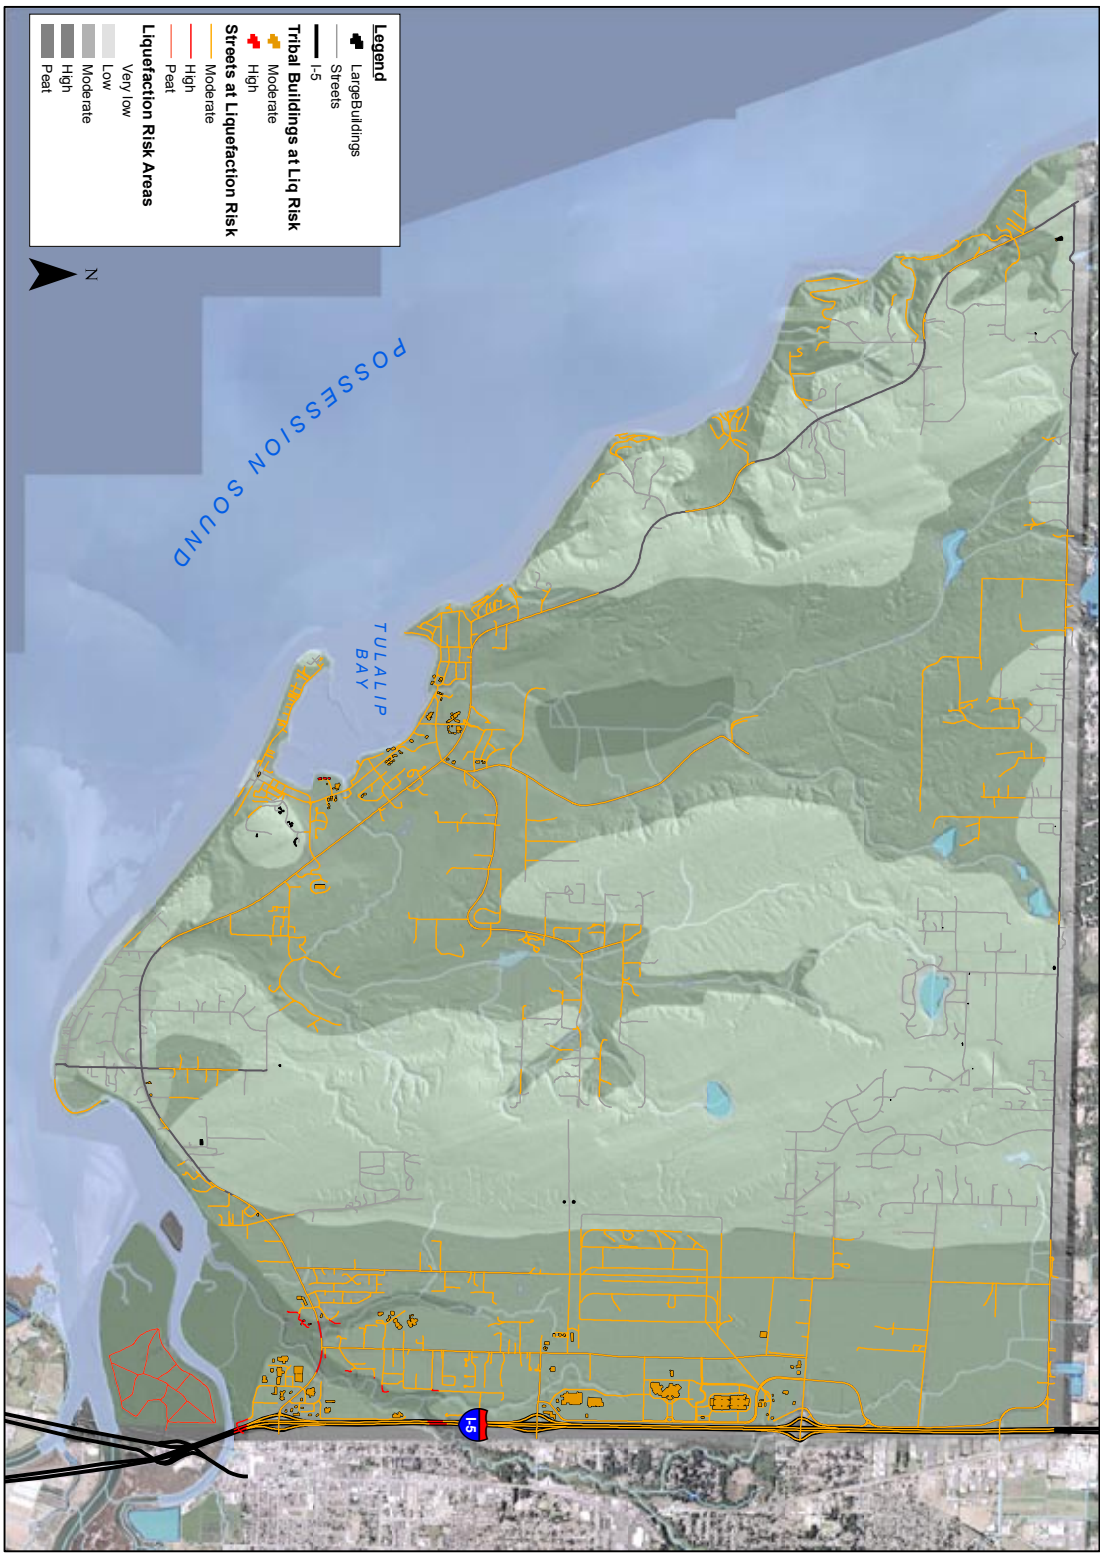 Legend
LargeBuildings
Streets
I-5
Tribal Buildings at Liq Risk
Moderate
High
Streets at Liquefaction Risk
Moderate
High
Peat
Liquefaction Risk Areas
Very low
Low
Moderate
High
Peat
N
POSSESSION SOUND
TULALIP
BAY
I-5